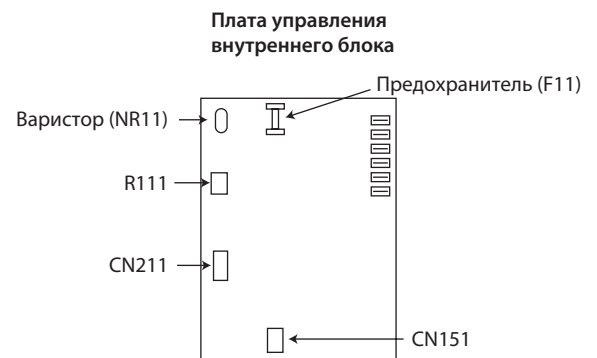 Плата управления
внутреннего блока
Предохранитель (F11)
Варистор (NR11)
R111
CN211
CN151